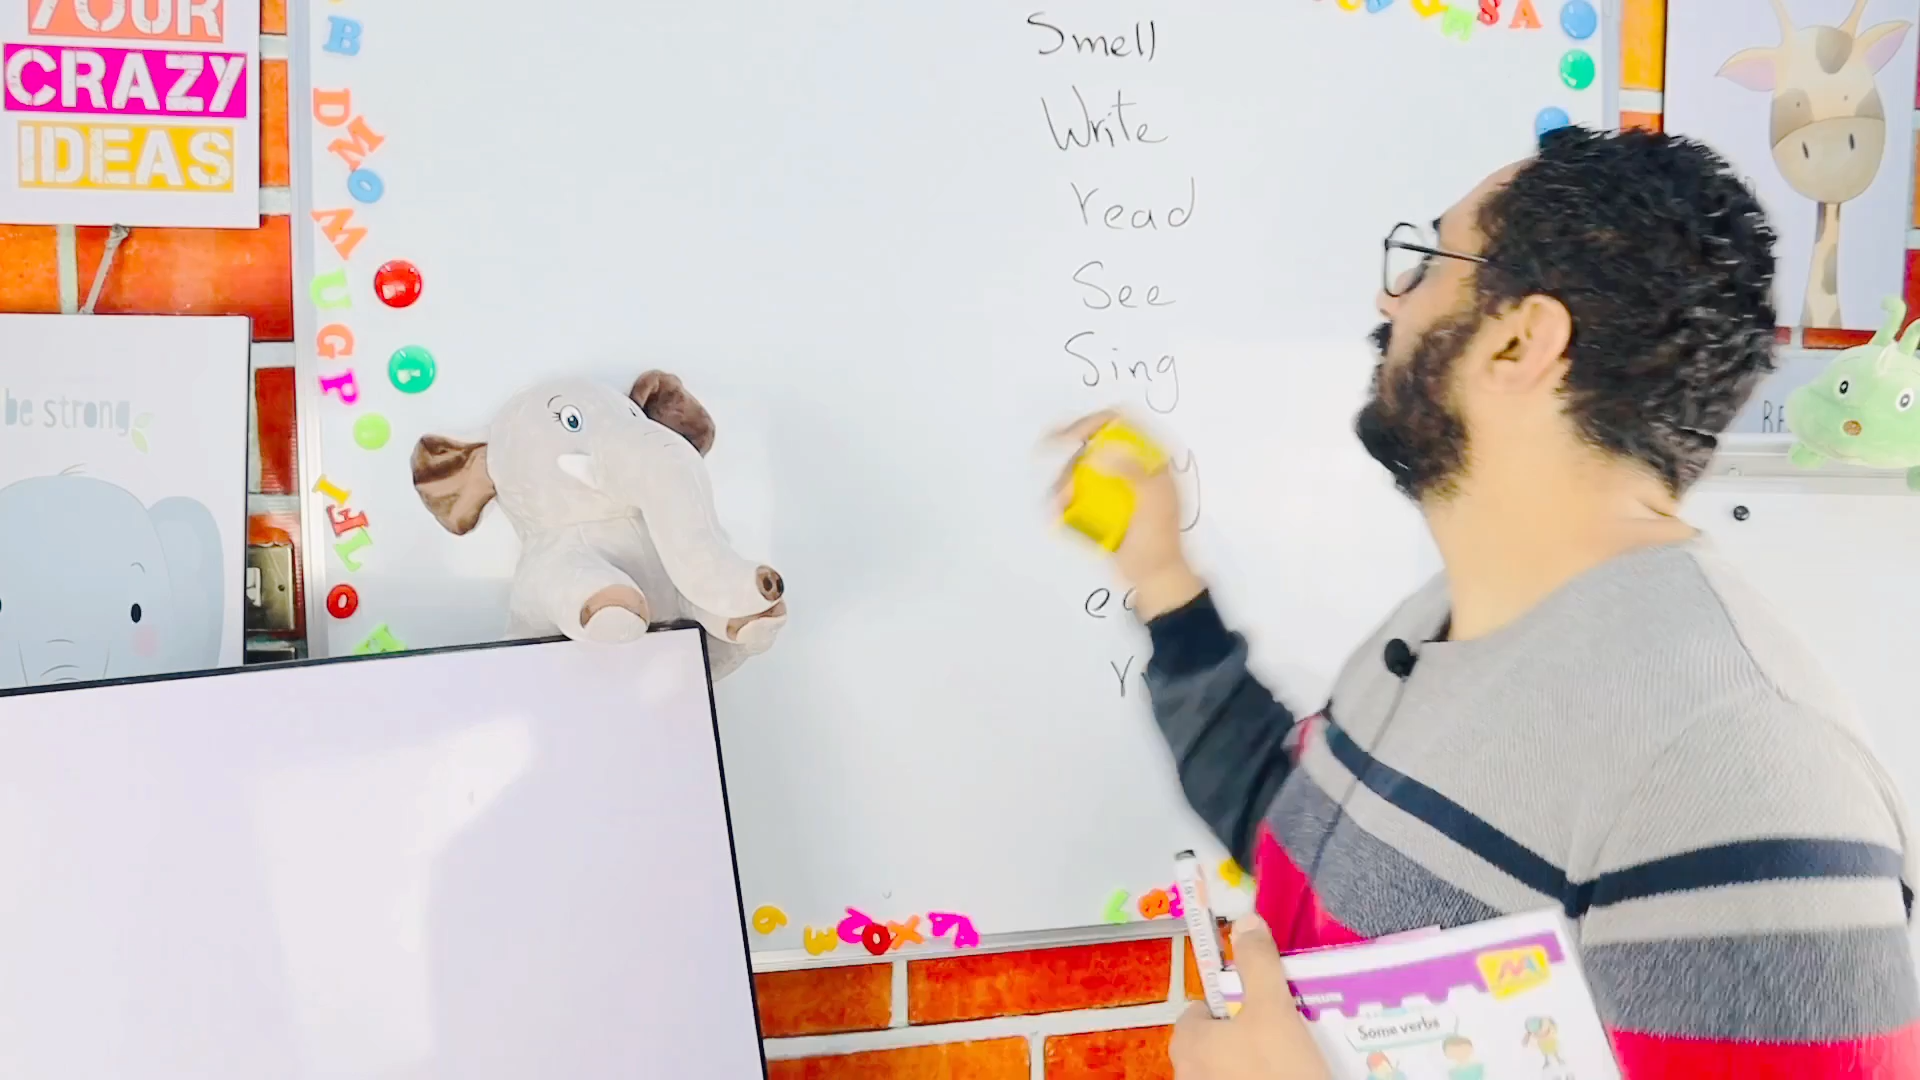 YOUR
CRAZY
IDEAS
be strong
Smell
Write
read
See
Sing
Some verbs